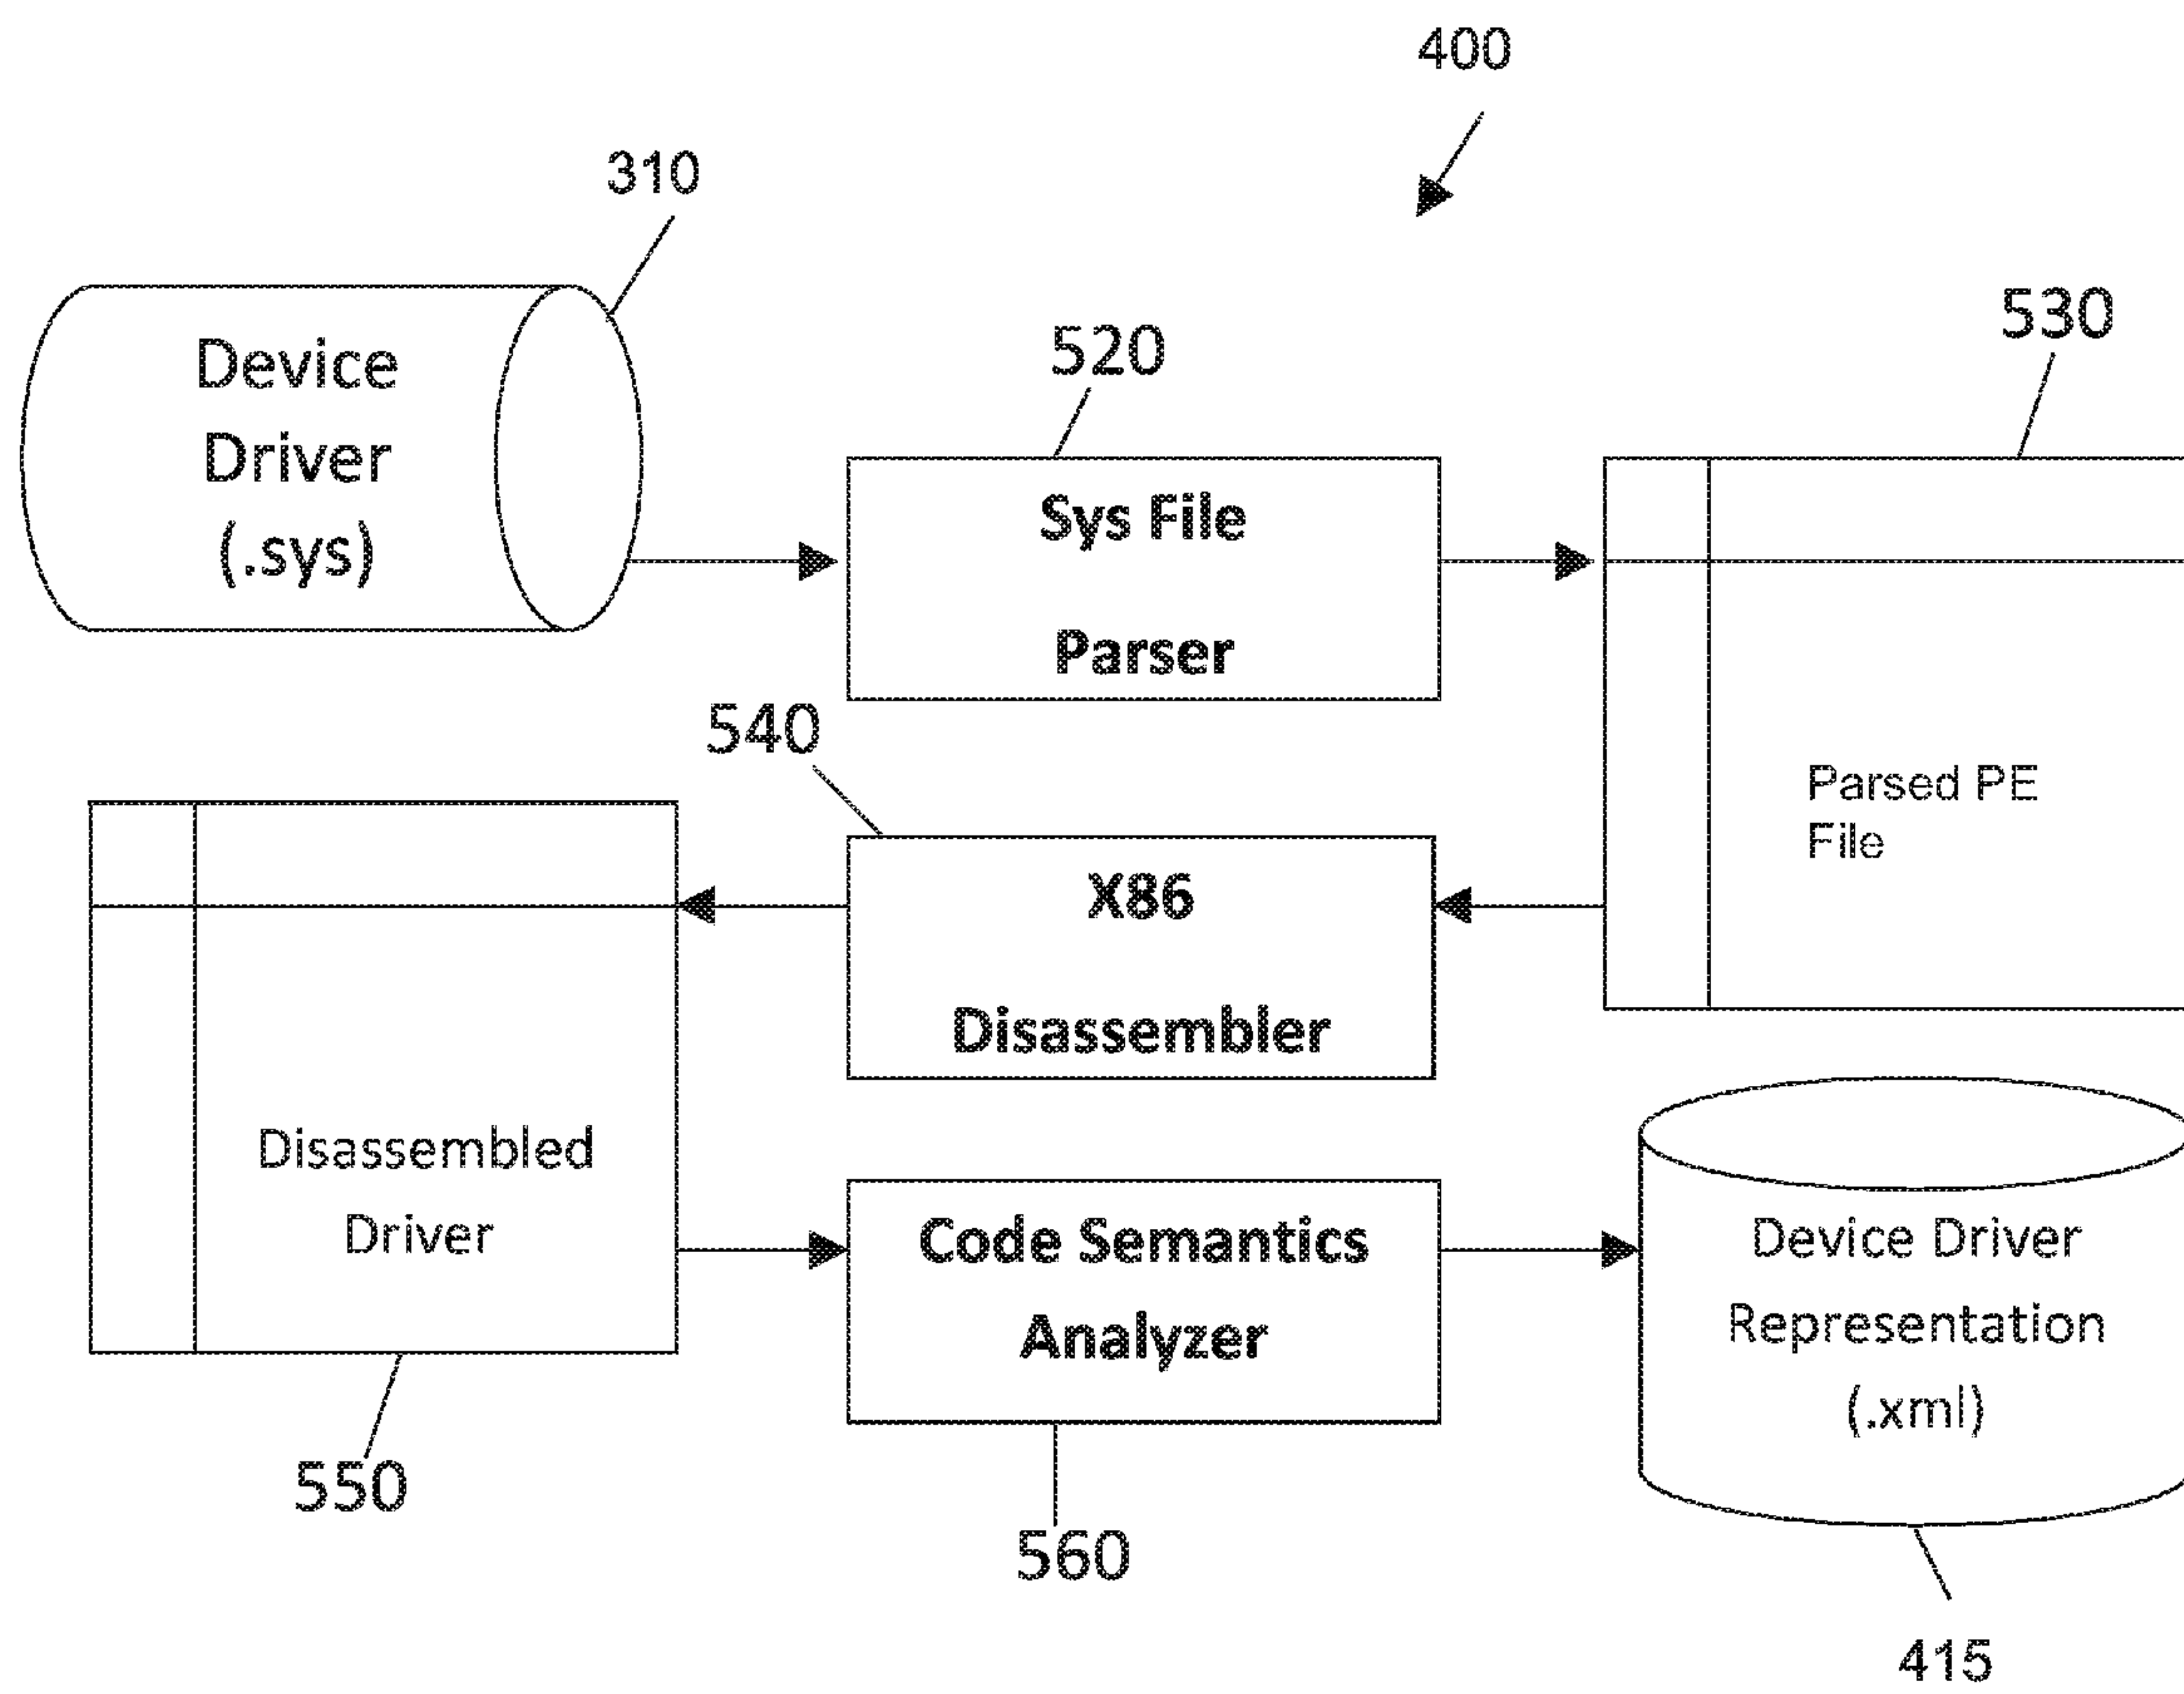 400
310
Device
Driver
(.sys)
520
Sys File
Parser
530
Parsed PE
File
540
X86
Disassembler
Disassembled
Driver
550
Code Semantics
Analyzer
560
Device Driver
Representation
(.xml)
415